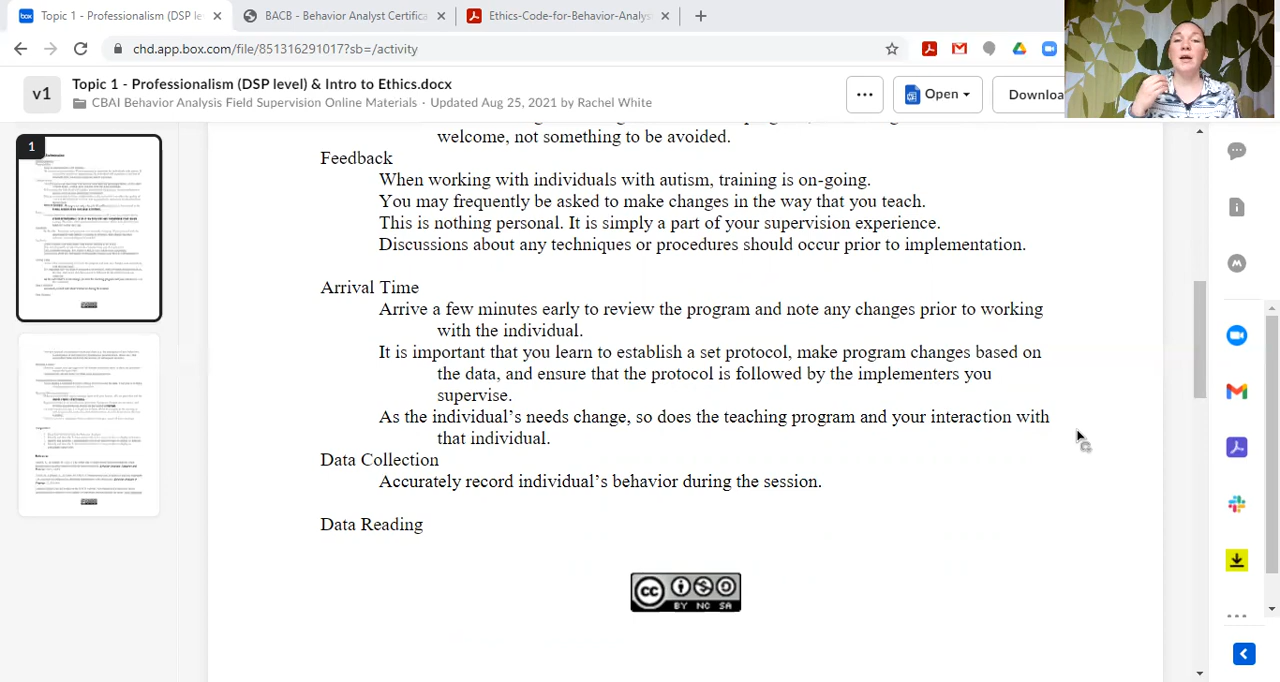 Topic 1 - Professionalism (DSP le
BACB - Behavior Analyst Certifica
Ethics-Code-for-Behavior-Analys
chd.app.box.com/file/851316291017?sb=/activity
v1
Topic 1 - Professionalism (DSP level) & Intro to Ethics.docx
CBAI Behavior Analysis Field Supervision Online Materials · Updated Aug 25, 2021 by Rachel White
Open
Downloa
1
welcome, not something to be avoided.
Feedback
When working with individuals with autism, training is on-going.
You may frequently be asked to make changes in the way that you teach.
This is nothing personal. It is simply a part of your supervision experience.
Discussions about any techniques or procedures should occur prior to implementation.
Arrival Time
Arrive a few minutes early to review the program and note any changes prior to working
with the individual.
It is important that you learn to establish a set protocol, make program changes based on
the data and ensure that the protocol is followed by the implementers you
supervise.
As the individual's needs change, so does the teaching program and your interaction with
that individual.
Data Collection
Accurately record individual's behavior during the session.
Data Reading
cc
BY NC SA